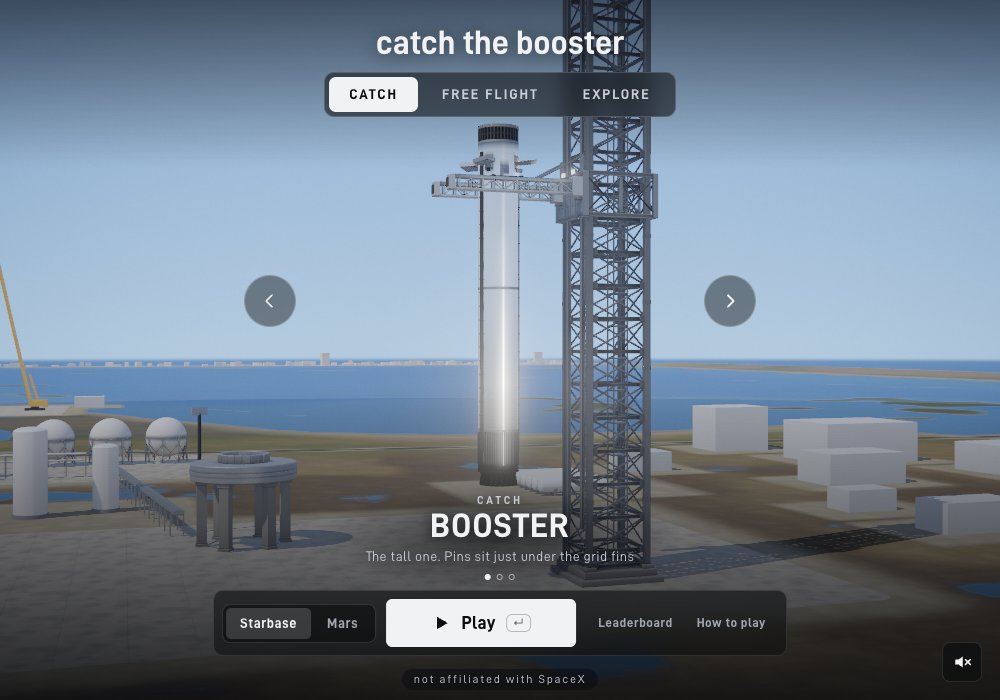 catch the booster
CATCH FREE FLIGHT EXPLORE
CATCH
BOOSTER
The tall one. Pins sit just under the grid fins
Starbase Mars Play Leaderboard How to play
not affiliated with SpaceX